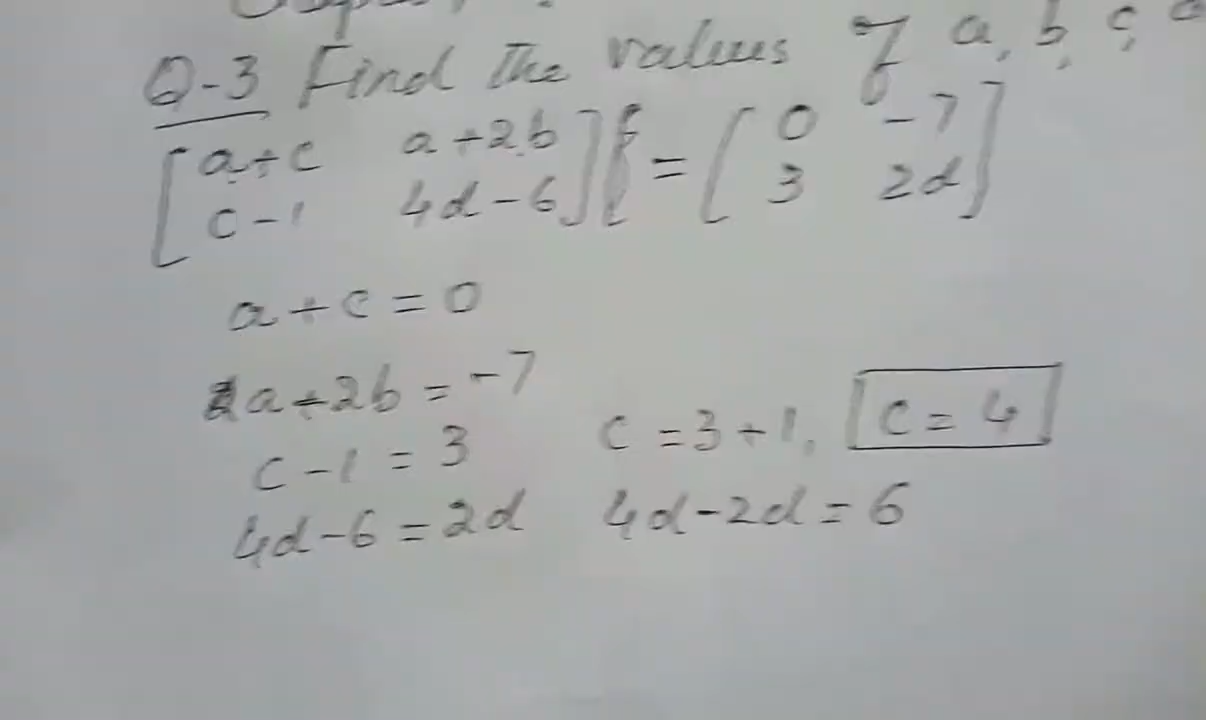 Q-3 Find The values of a, b, c,
[a+c a+2b] = [0 -7]
[c-1 4d-6] [3 2d]
a+c=0
a+2b=-7
c-1=3 c=3+1, c=4
4d-6=2d 4d-2d=6